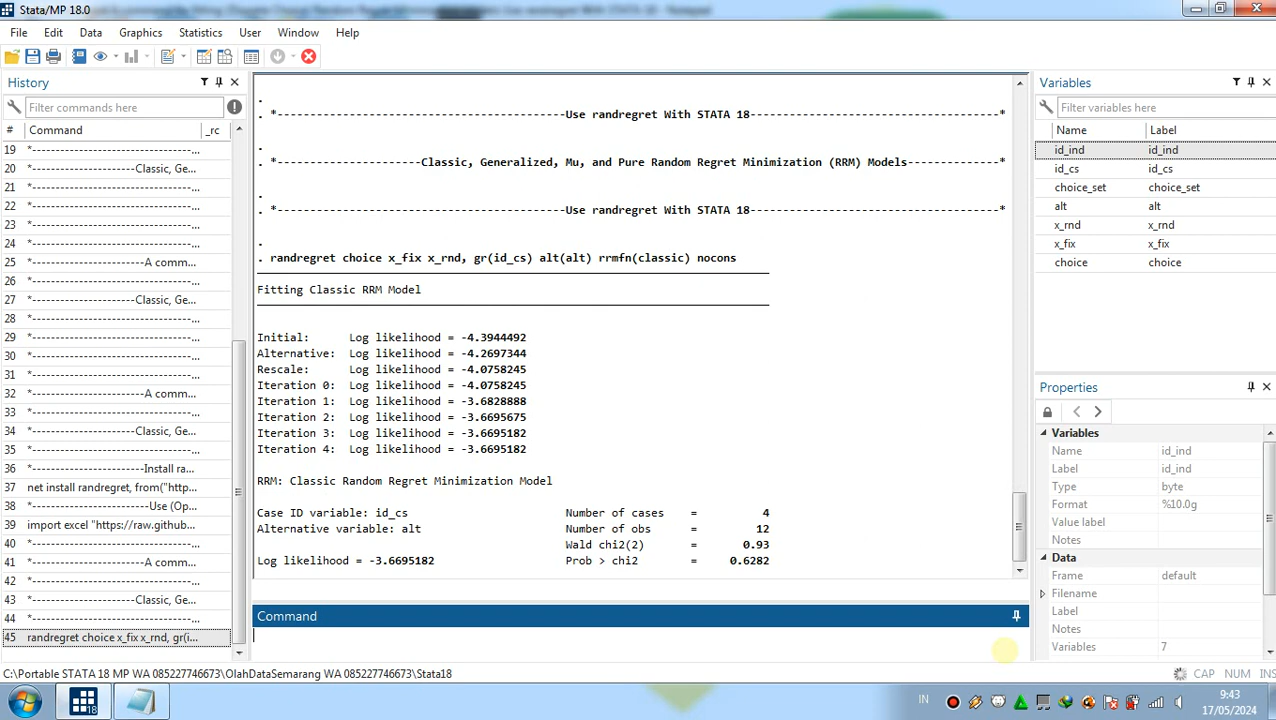 Stata/MP 18.0
File Edit Data Graphics Statistics User Window Help
History
Filter commands here
# Command _rc
19 *-----------------------------------...
20 *-----------------------Classic, Ge...
21 *-----------------------------------...
22 *-----------------------------------...
23 *-----------------------------------...
24 *-----------------------------------...
25 *-----------------------A comm...
26 *-----------------------------------...
27 *-----------------------Classic, Ge...
28 *-----------------------------------...
29 *-----------------------------------...
30 *-----------------------------------...
31 *-----------------------------------...
32 *-----------------------A comm...
33 *-----------------------------------...
34 *-----------------------Classic, Ge...
35 *-----------------------------------...
36 *-------------------------Install ra...
37 net install randregret, from("http...
38 *--------------------------Use (Op...
39 import excel "https://raw.github...
40 *-----------------------------------...
41 *-----------------------A comm...
42 *-----------------------------------...
43 *-----------------------Classic, Ge...
44 *-----------------------------------...
45 randregret choice x_fix x_rnd, gr(i...
.
. *--------------------------------------Use randregret With STATA 18---------------------------------*
.
. *-------------------Classic, Generalized, Mu, and Pure Random Regret Minimization (RRM) Models------------*
.
. *--------------------------------------Use randregret With STATA 18---------------------------------*
.
. randregret choice x_fix x_rnd, gr(id_cs) alt(alt) rrmfn(classic) nocons
Fitting Classic RRM Model
Initial: Log likelihood = -4.3944492
Alternative: Log likelihood = -4.2697344
Rescale: Log likelihood = -4.0758245
Iteration 0: Log likelihood = -4.0758245
Iteration 1: Log likelihood = -3.6828888
Iteration 2: Log likelihood = -3.6695675
Iteration 3: Log likelihood = -3.6695182
Iteration 4: Log likelihood = -3.6695182
RRM: Classic Random Regret Minimization Model
Case ID variable: id_cs Number of cases = 4
Alternative variable: alt Number of obs = 12
Wald chi2(2) = 0.93
Log likelihood = -3.6695182 Prob > chi2 = 0.6282
Command
Variables
Filter variables here
Name Label
id_ind id_ind
id_cs id_cs
choice_set choice_set
alt alt
x_rnd x_rnd
x_fix x_fix
choice choice
Properties
Variables
Name id_ind
Label id_ind
Type byte
Format %10.0g
Value label
Notes
Data
Frame default
Filename
Label
Notes
Variables 7
C:\Portable STATA 18 MP WA 085227746673/OlahDataSemarang WA 085227746673/Stata18
CAP NUM INS
18
IN
9:43
17/05/2024